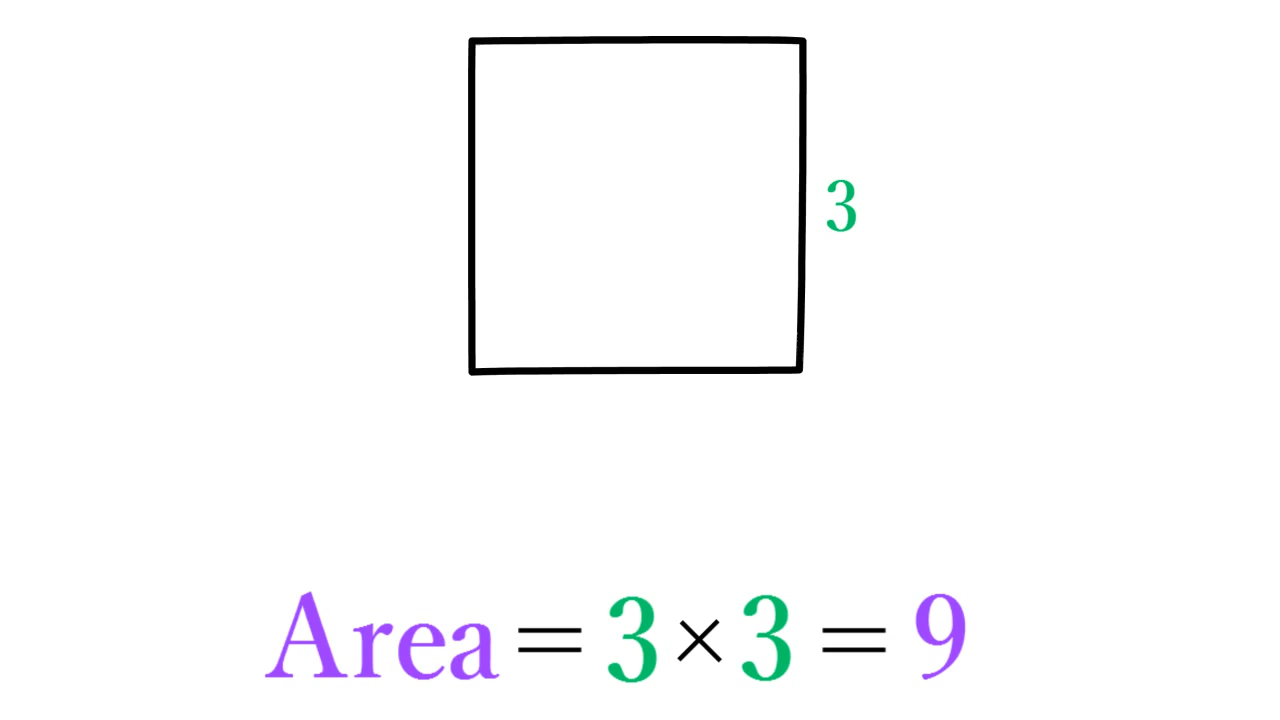 3
Area = 3 × 3 = 9